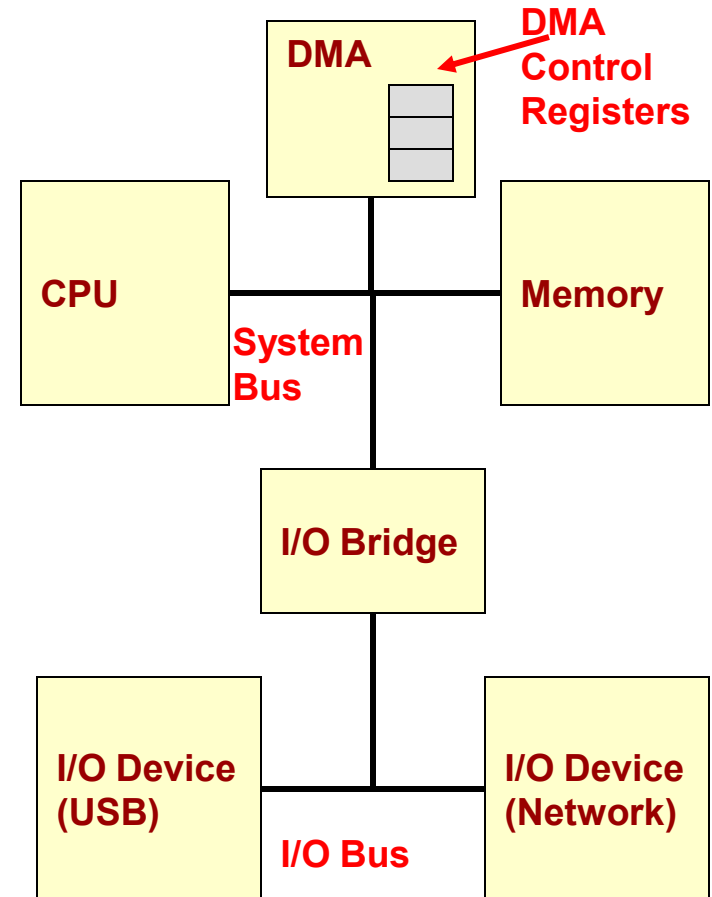 DMA
DMA
Control
Registers
CPU
Memory
System
Bus
I/O Bridge
I/O Device
(USB)
I/O Device
(Network)
I/O Bus